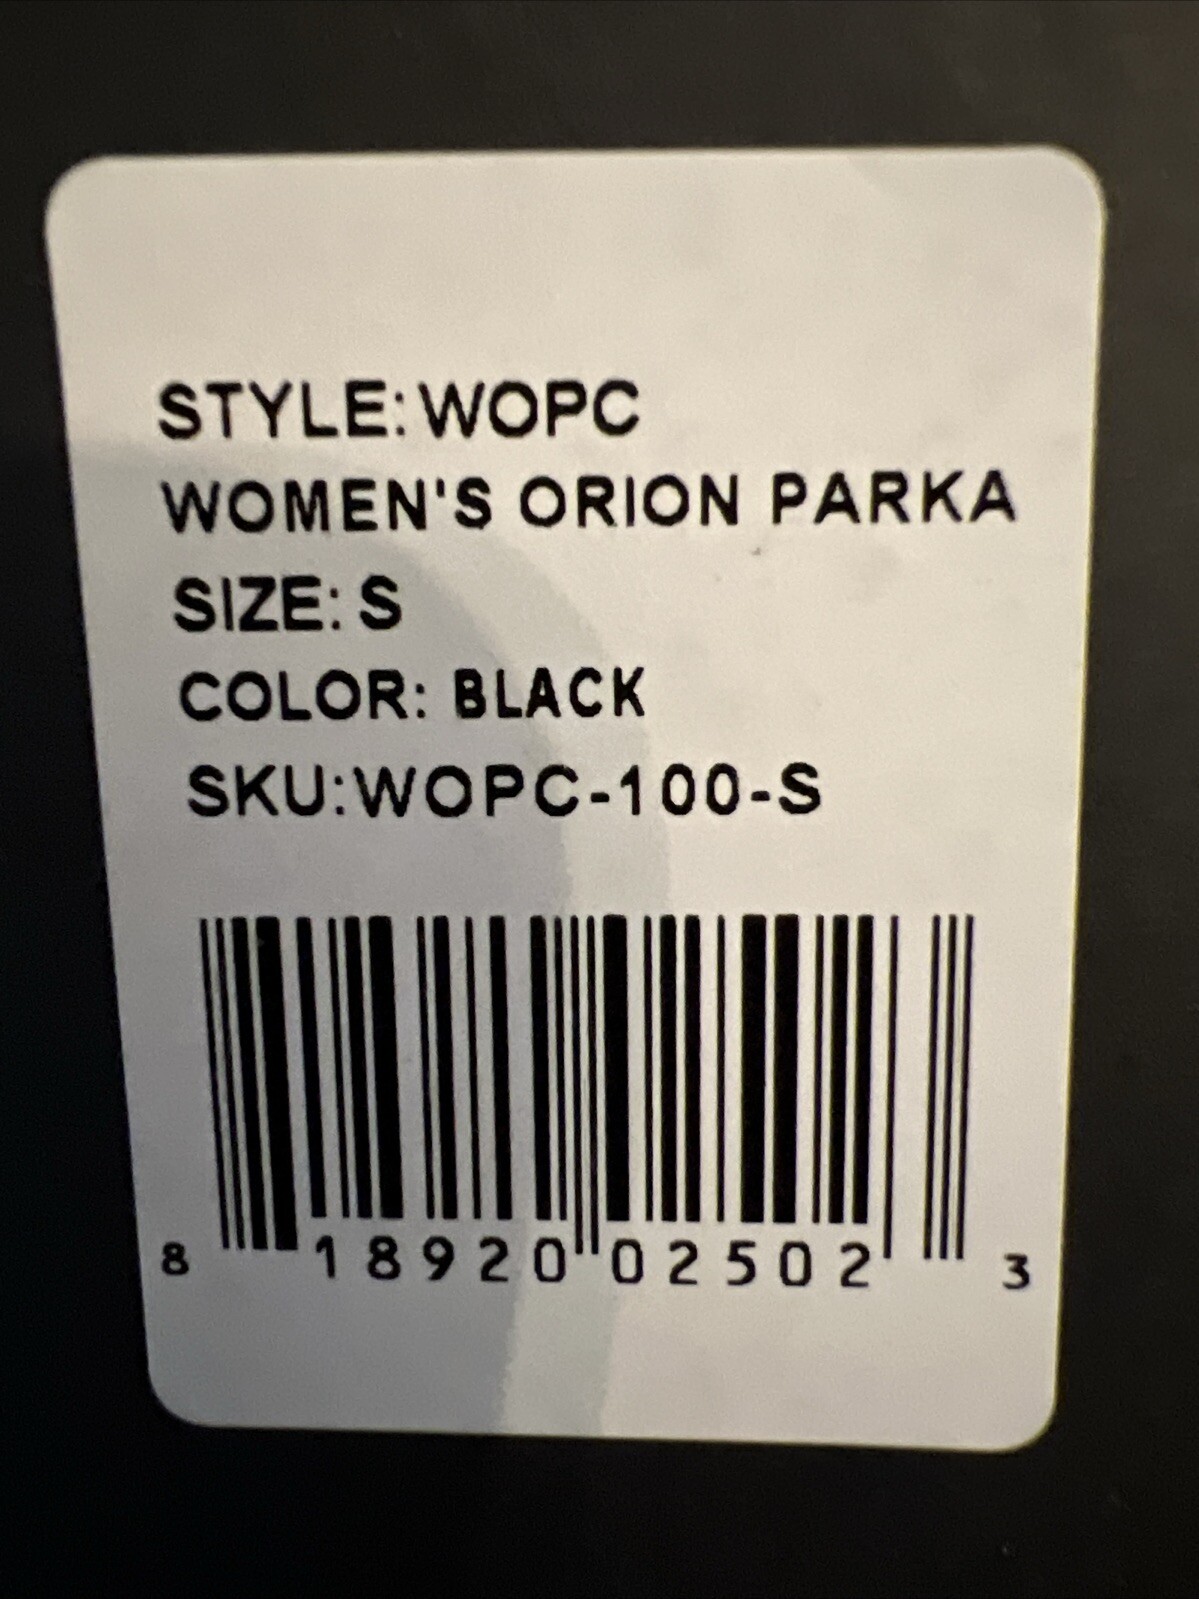 STYLE: WOPC
WOMEN'S ORION PARKA
SIZE: S
COLOR: BLACK
SKU:WOPC-100-S
8 18920 02502 3